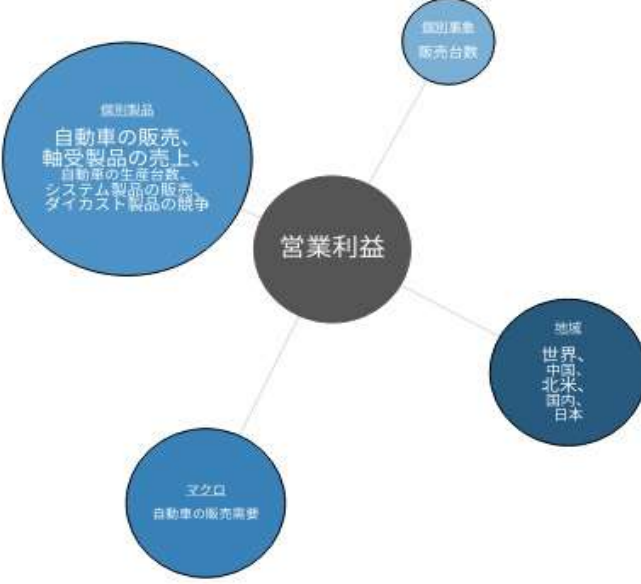 個別事象
販売台数
個別製品
自動車の販売、
軸受製品の売上、
自動車の生産台数、
システム製品の販売、
ダイカスト製品の競争
営業利益
地域
世界、
中国、
北米、
国内、
日本
マクロ
自動車の販売需要